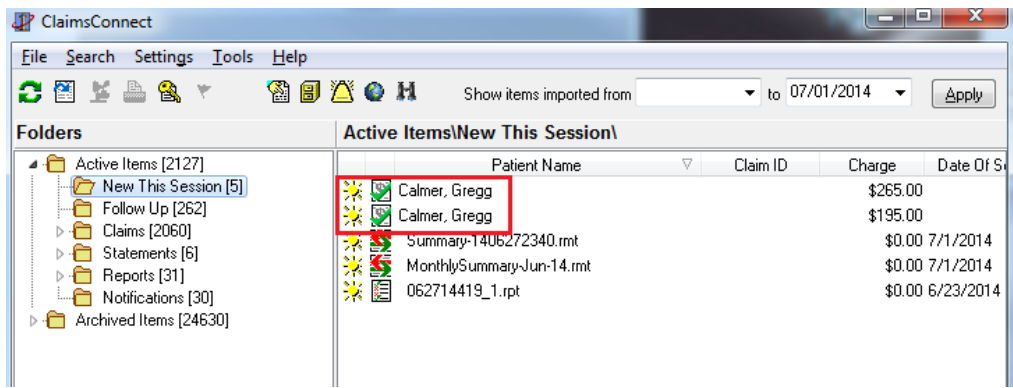 ClaimsConnect
File Search Settings Tools Help
Show items imported from to 07/01/2014 Apply
Folders
Active Items\New This Session\
Active Items [2127]
New This Session [5]
Follow Up [262]
Claims [2060]
Statements [6]
Reports [31]
Notifications [30]
Archived Items [24630]
Patient Name Claim ID Charge Date Of S
Calmer, Gregg $265.00
Calmer, Gregg $195.00
Summary-1406272340.rmt $0.00 7/1/2014
MonthlySummary-Jun-14.rmt $0.00 7/1/2014
062714419_1.rpt $0.00 6/23/2014